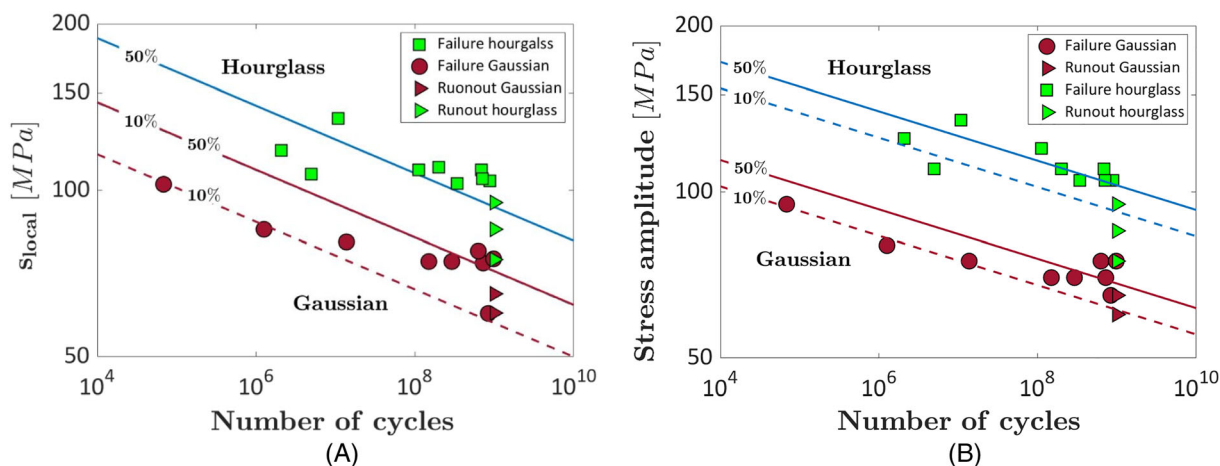 200
150
100
50
s_local [MPa]
50%
10%
50%
10%
Hourglass
Gaussian
Failure hourgalss
Failure Gaussian
Ruonout Gaussian
Runout hourglass
10^4
10^6
10^8
10^10
Number of cycles
(A)
200
150
100
50
Stress amplitude [MPa]
50%
10%
50%
10%
Hourglass
Gaussian
Failure Gaussian
Runout Gaussian
Failure hourglass
Runout hourglass
10^4
10^6
10^8
10^10
Number of cycles
(B)